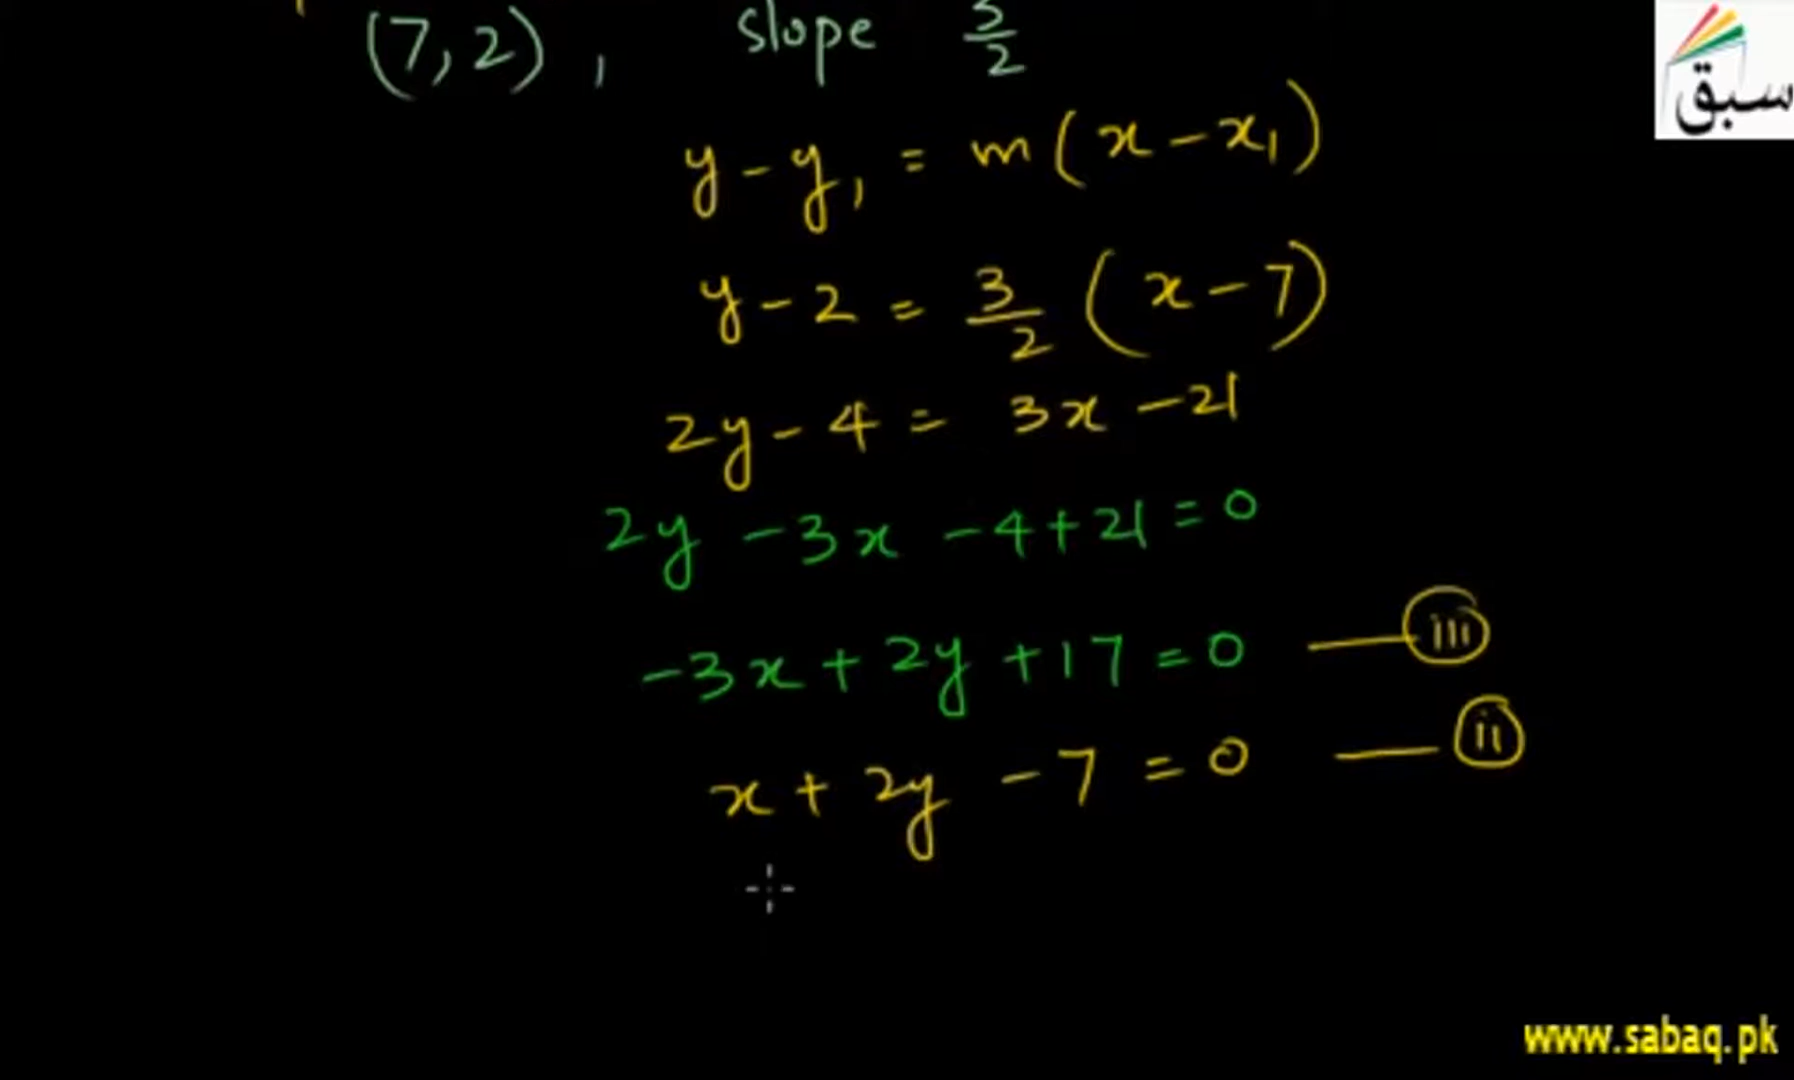 (7,2), slope 3/2
سبق
y - y₁ = m(x - x₁)
y - 2 = 3/2 (x - 7)
2y - 4 = 3x - 21
2y - 3x - 4 + 21 = 0
-3x + 2y + 17 = 0 — iii
x + 2y - 7 = 0 — ii
www.sabaq.pk